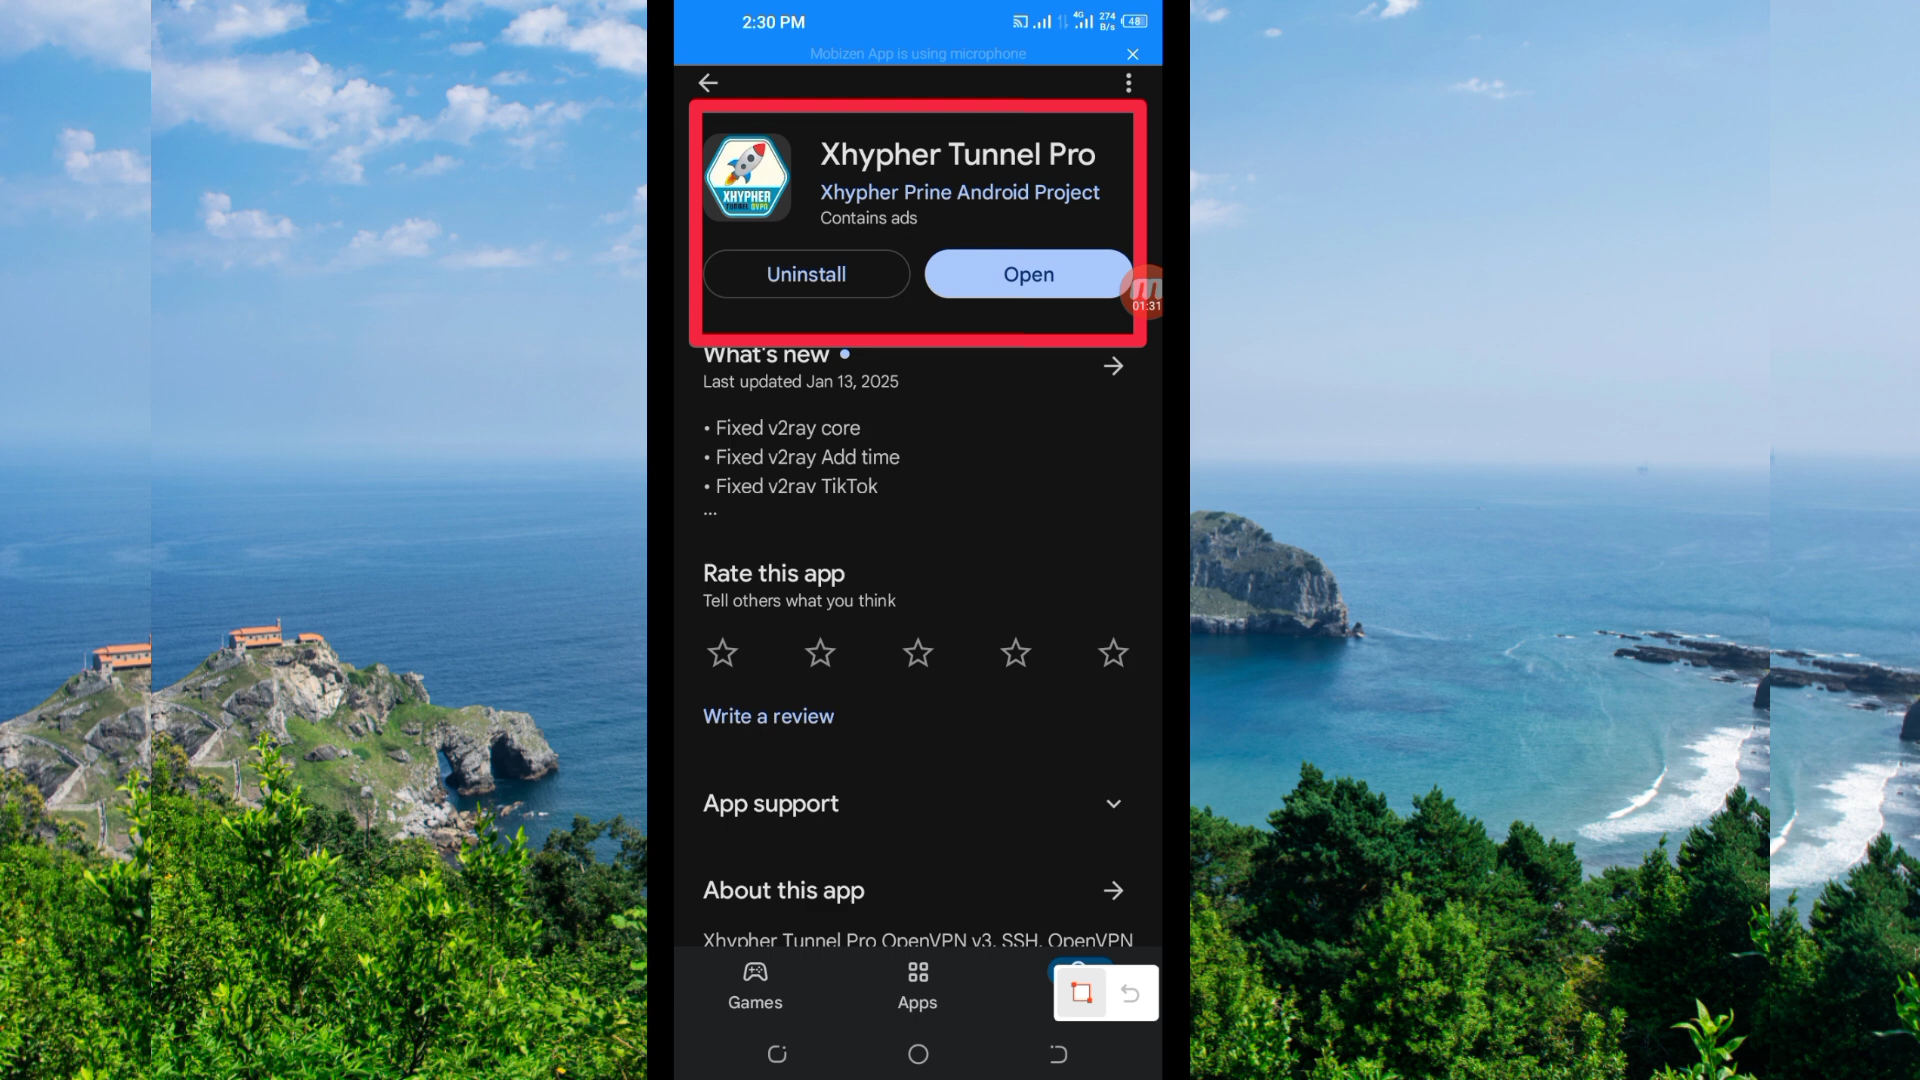 2:30 PM
4G
274
B/s
48
Mobizen App is using microphone
Xhypher Tunnel Pro
XHYPHER
Xhypher Prine Android Project
Contains ads
Uninstall
Open
01:31
What's new
Last updated Jan 13, 2025
• Fixed v2ray core
• Fixed v2ray Add time
• Fixed v2ray TikTok
...
Rate this app
Tell others what you think
Write a review
App support
About this app
Xhypher Tunnel Pro OpenVPN v3, SSH, OpenVPN
Games
Apps